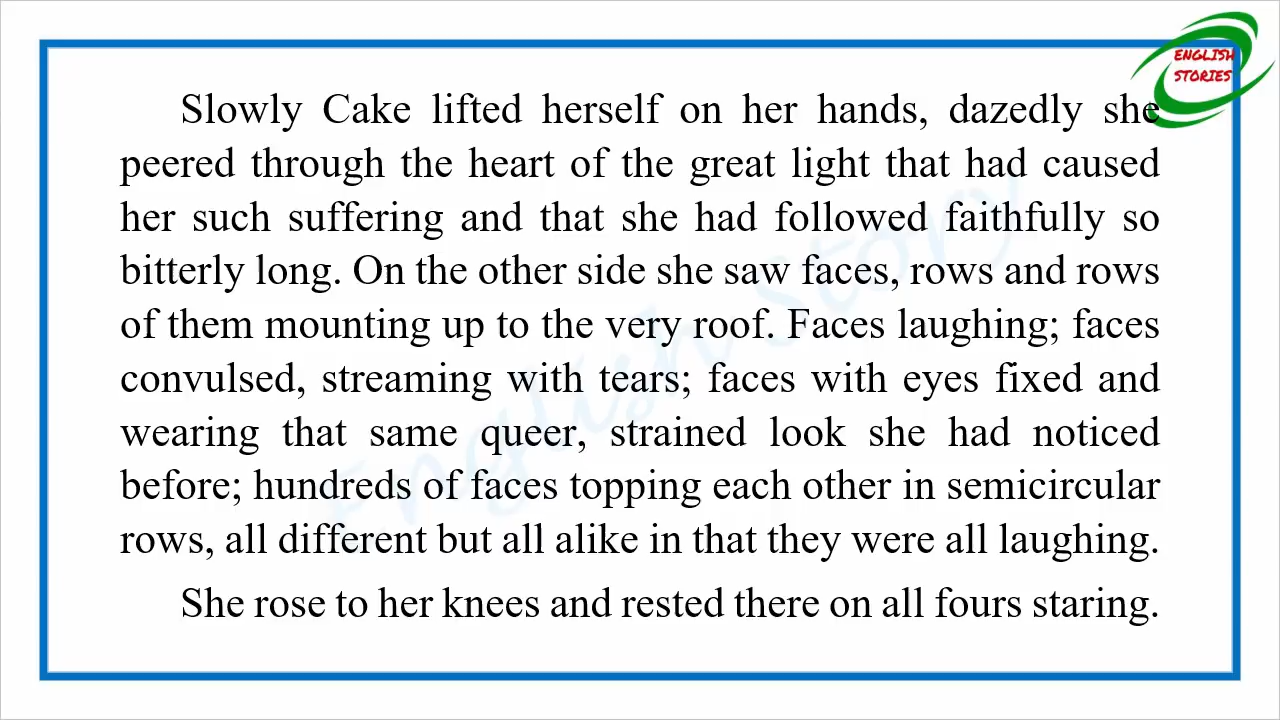 ENGLISH
STORIES
Slowly Cake lifted herself on her hands, dazedly she
peered through the heart of the great light that had caused
her such suffering and that she had followed faithfully so
bitterly long. On the other side she saw faces, rows and rows
of them mounting up to the very roof. Faces laughing; faces
convulsed, streaming with tears; faces with eyes fixed and
wearing that same queer, strained look she had noticed
before; hundreds of faces topping each other in semicircular
rows, all different but all alike in that they were all laughing.
She rose to her knees and rested there on all fours staring.
English Story